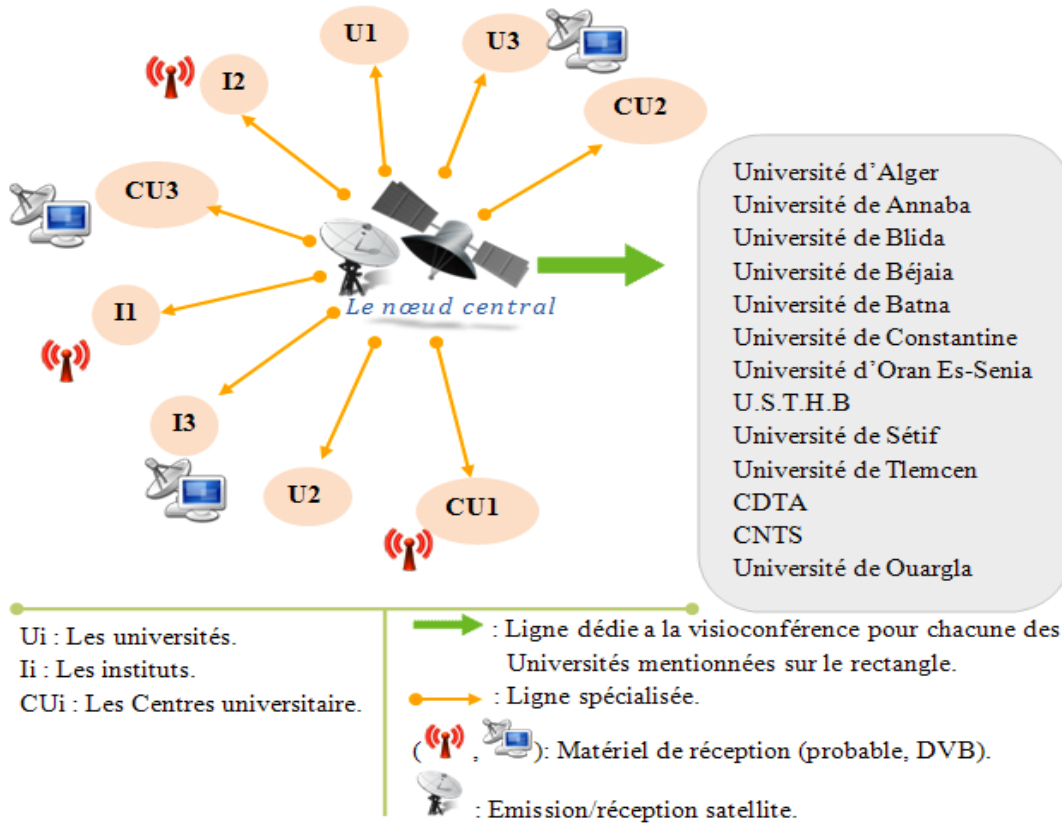 U1
U3
I2
CU2
CU3
I1
I3
U2
CU1
Le nœud central
Université d’Alger
Université de Annaba
Université de Blida
Université de Béjaia
Université de Batna
Université de Constantine
Université d’Oran Es-Senia
U.S.T.H.B
Université de Sétif
Université de Tlemcen
CDTA
CNTS
Université de Ouargla
Ui : Les universités.
Ii : Les instituts.
CUi : Les Centres universitaire.
: Ligne dédie a la visioconférence pour chacune des
Universités mentionnées sur le rectangle.
: Ligne spécialisée.
( , ): Matériel de réception (probable, DVB).
: Emission/réception satellite.